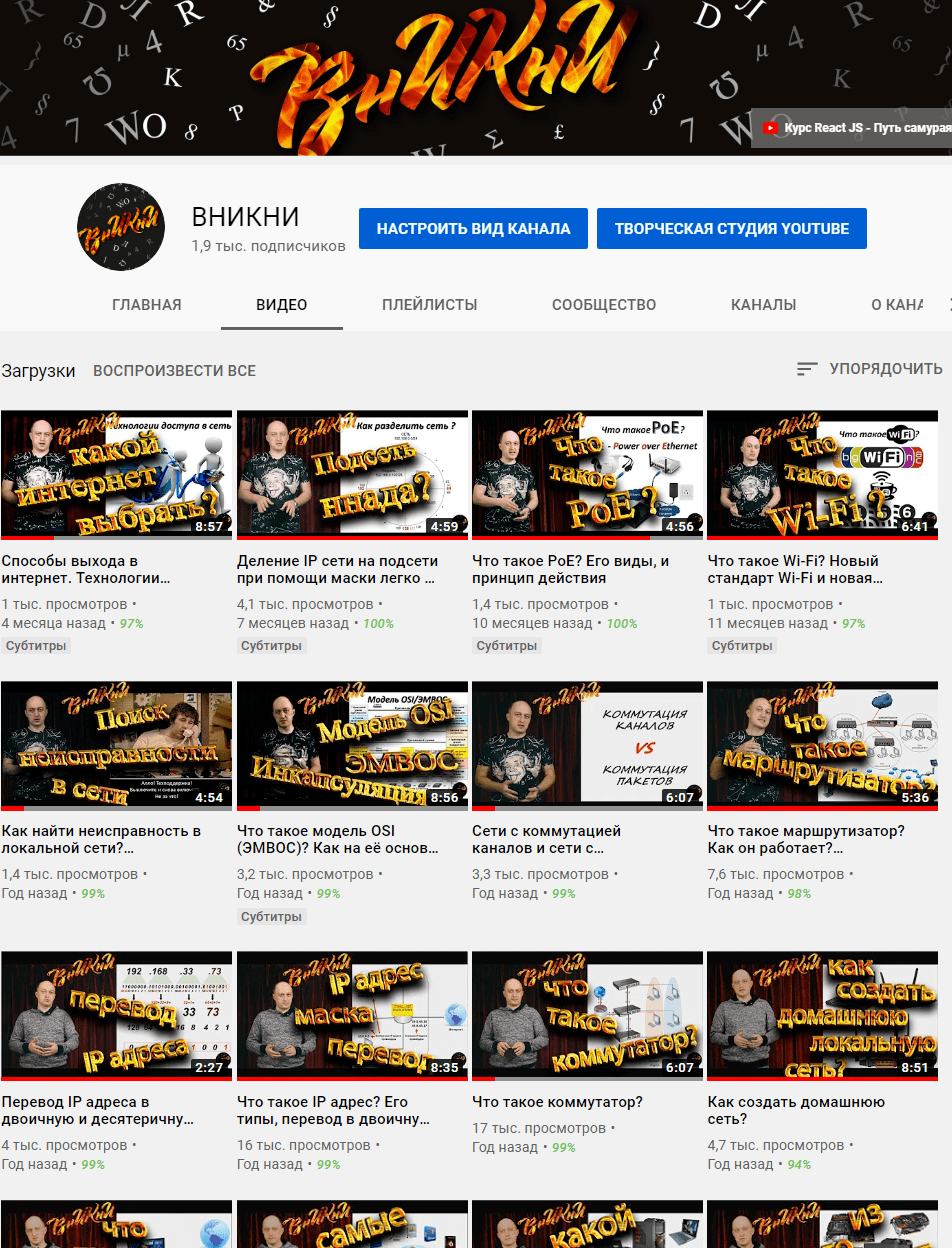 ВНИКНИ
Курс React JS - Путь самурая
ВНИКНИ
1,9 тыс. подписчиков
НАСТРОИТЬ ВИД КАНАЛА
ТВОРЧЕСКАЯ СТУДИЯ YOUTUBE
ГЛАВНАЯ
ВИДЕО
ПЛЕЙЛИСТЫ
СООБЩЕСТВО
КАНАЛЫ
О КАНА
Загрузки
ВОСПРОИЗВЕСТИ ВСЕ
УПОРЯДОЧИТЬ
ВНИКНИ
технологии доступа в сеть
какой
интернет
выбрать?
8:57
Способы выхода в
интернет. Технологии…
1 тыс. просмотров •
4 месяца назад • 97%
Субтитры
ВНИКНИ
Как разделить сеть ?
Подсеть
ннада?
4:59
Деление IP сети на подсети
при помощи маски легко …
4,1 тыс. просмотров •
7 месяцев назад • 100%
Субтитры
ВНИКНИ
Что такое PoE?
- Power over Ethernet
Что
такое
PoE ?
4:56
Что такое PoE? Его виды, и
принцип действия
1,4 тыс. просмотров •
10 месяцев назад • 100%
Субтитры
ВНИКНИ
Что такое WiFi?
Что
такое
Wi-Fi ?
6:41
Что такое Wi-Fi? Новый
стандарт Wi-Fi и новая…
1 тыс. просмотров •
11 месяцев назад • 97%
Субтитры
ВНИКНИ
Поиск
неисправности
в сети
4:54
Как найти неисправность в
локальной сети?…
1,4 тыс. просмотров •
Год назад • 99%
ВНИКНИ
Модель OSI/ЭМВОС
Модель OSI
ЭМВОС
Инкапсуляция
8:56
Что такое модель OSI
(ЭМВОС)? Как на её основ…
3,2 тыс. просмотров •
Год назад • 99%
Субтитры
ВНИКНИ
КОММУТАЦИЯ
КАНАЛОВ
VS
КОММУТАЦИЯ
ПАКЕТОВ
6:07
Сети с коммутацией
каналов и сети с…
3,3 тыс. просмотров •
Год назад • 99%
ВНИКНИ
Что
такое
маршрутизатор?
5:36
Что такое маршрутизатор?
Как он работает?…
7,6 тыс. просмотров •
Год назад • 98%
ВНИКНИ
192 .168 .33 .73
перевод
33 73
IP адреса
2:27
Перевод IP адреса в
двоичную и десятеричну…
4 тыс. просмотров •
Год назад • 99%
ВНИКНИ
IP адрес
маска
перевод
8:35
Что такое IP адрес? Его
типы, перевод в двоичну…
16 тыс. просмотров •
Год назад • 99%
ВНИКНИ
что
такое
коммутатор?
6:07
Что такое коммутатор?
17 тыс. просмотров •
Год назад • 99%
ВНИКНИ
как
создать
домашнюю
локальную
сеть?
8:51
Как создать домашнюю
сеть?
4,7 тыс. просмотров •
Год назад • 94%
ВНИКНИ
что
ВНИКНИ
самые
ВНИКНИ
какой
ВНИКНИ
из